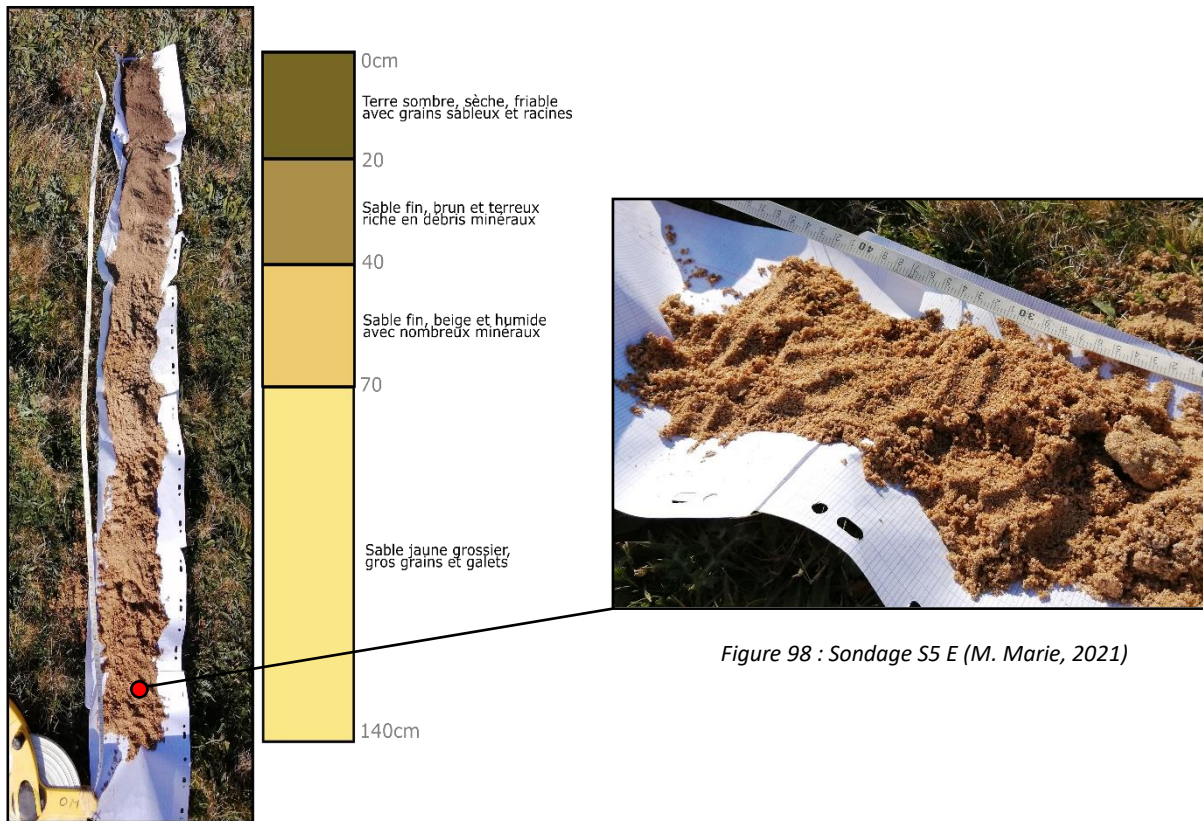 0cm
Terre sombre, sèche, friable
avec grains sableux et racines
20
Sable fin, brun et terreux
riche en débris minéraux
40
Sable fin, beige et humide
avec nombreux minéraux
70
Sable jaune grossier,
gros grains et galets
140cm
40
30
Figure 98 : Sondage S5 E (M. Marie, 2021)